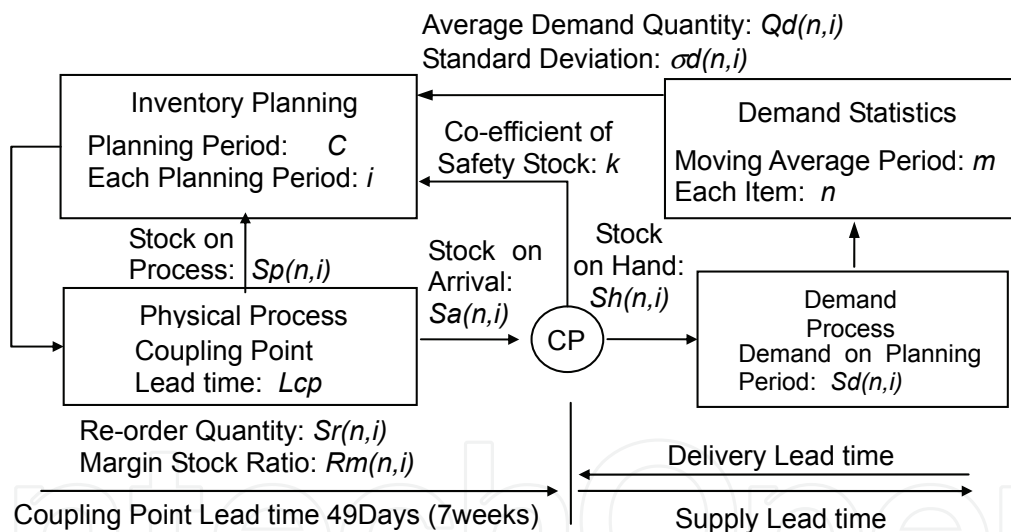 Average Demand Quantity: Qd(n,i)
Standard Deviation: σd(n,i)
Inventory Planning
Planning Period: C
Each Planning Period: i
Co-efficient of
Safety Stock: k
Demand Statistics
Moving Average Period: m
Each Item: n
Stock on
Process: Sp(n,i)
Stock on
Arrival:
Sa(n,i)
Stock
on Hand:
Sh(n,i)
Physical Process
Coupling Point
Lead time: Lcp
CP
Demand
Process
Demand on Planning
Period: Sd(n,i)
Re-order Quantity: Sr(n,i)
Margin Stock Ratio: Rm(n,i)
Delivery Lead time
Coupling Point Lead time 49Days (7weeks)
Supply Lead time